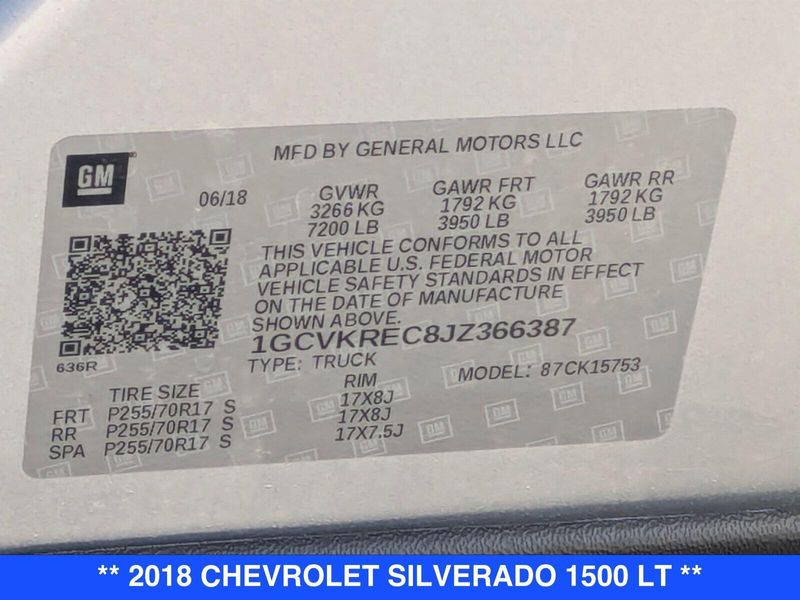 MFD BY GENERAL MOTORS LLC
GM
06/18
GVWR GAWR FRT GAWR RR
3266 KG 1792 KG 1792 KG
7200 LB 3950 LB 3950 LB
THIS VEHICLE CONFORMS TO ALL
APPLICABLE U.S. FEDERAL MOTOR
VEHICLE SAFETY STANDARDS IN EFFECT
ON THE DATE OF MANUFACTURE
SHOWN ABOVE.
1GCVKREC8JZ366387
636R
TYPE: TRUCK MODEL: 87CK15753
TIRE SIZE RIM
FRT P255/70R17 S 17X8J
RR P255/70R17 S 17X8J
SPA P255/70R17 S 17X7.5J
** 2018 CHEVROLET SILVERADO 1500 LT **